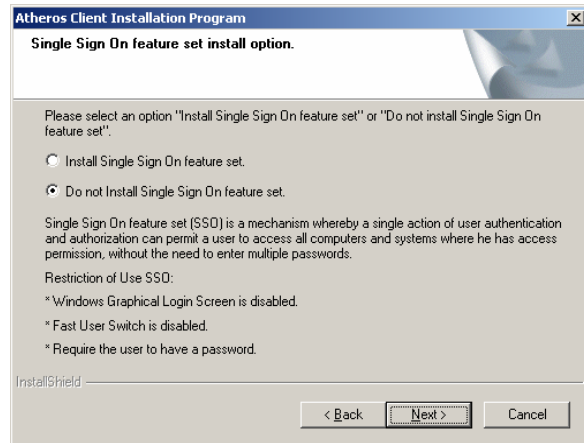 Atheros Client Installation Program
Single Sign On feature set install option.
Please select an option "Install Single Sign On feature set" or "Do not install Single Sign On
feature set".
Install Single Sign On feature set.
Do not Install Single Sign On feature set.
Single Sign On feature set (SSO) is a mechanism whereby a single action of user authentication
and authorization can permit a user to access all computers and systems where he has access
permission, without the need to enter multiple passwords.
Restriction of Use SSO:
* Windows Graphical Login Screen is disabled.
* Fast User Switch is disabled.
* Require the user to have a password.
InstallShield
< Back Next > Cancel